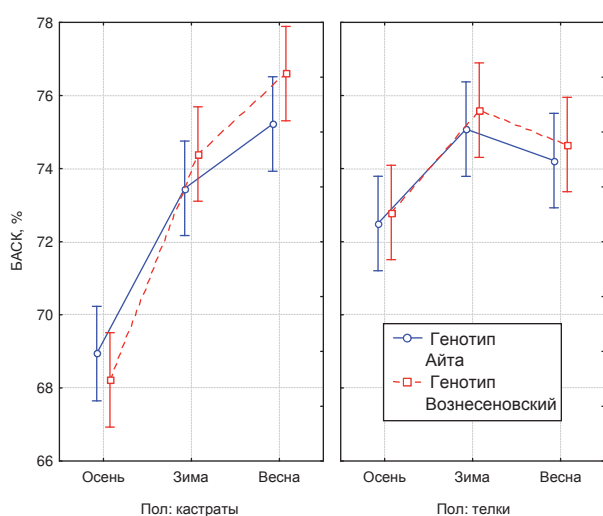 78
76
74
72
70
68
66
БАСК, %
Осень Зима Весна
Пол: кастраты
Осень Зима Весна
Пол: телки
Генотип
Айта
Генотип
Вознесеновский